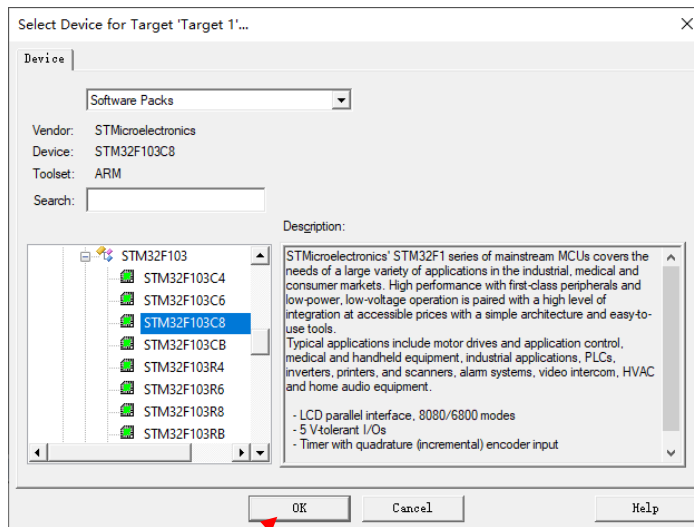 Select Device for Target 'Target 1'...
Device
Software Packs
Vendor: STMicroelectronics
Device: STM32F103C8
Toolset: ARM
Search:
Description:
STM32F103
STM32F103C4
STM32F103C6
STM32F103C8
STM32F103CB
STM32F103R4
STM32F103R6
STM32F103R8
STM32F103RB
STMicroelectronics' STM32F1 series of mainstream MCUs covers the
needs of a large variety of applications in the industrial, medical and
consumer markets. High performance with first-class peripherals and
low-power, low-voltage operation is paired with a high level of
integration at accessible prices with a simple architecture and easy-to-
use tools.
Typical applications include motor drives and application control,
medical and handheld equipment, industrial applications, PLCs,
inverters, printers, and scanners, alarm systems, video intercom, HVAC
and home audio equipment.
- LCD parallel interface, 8080/6800 modes
- 5 V-tolerant I/Os
- Timer with quadrature (incremental) encoder input
OK
Cancel
Help